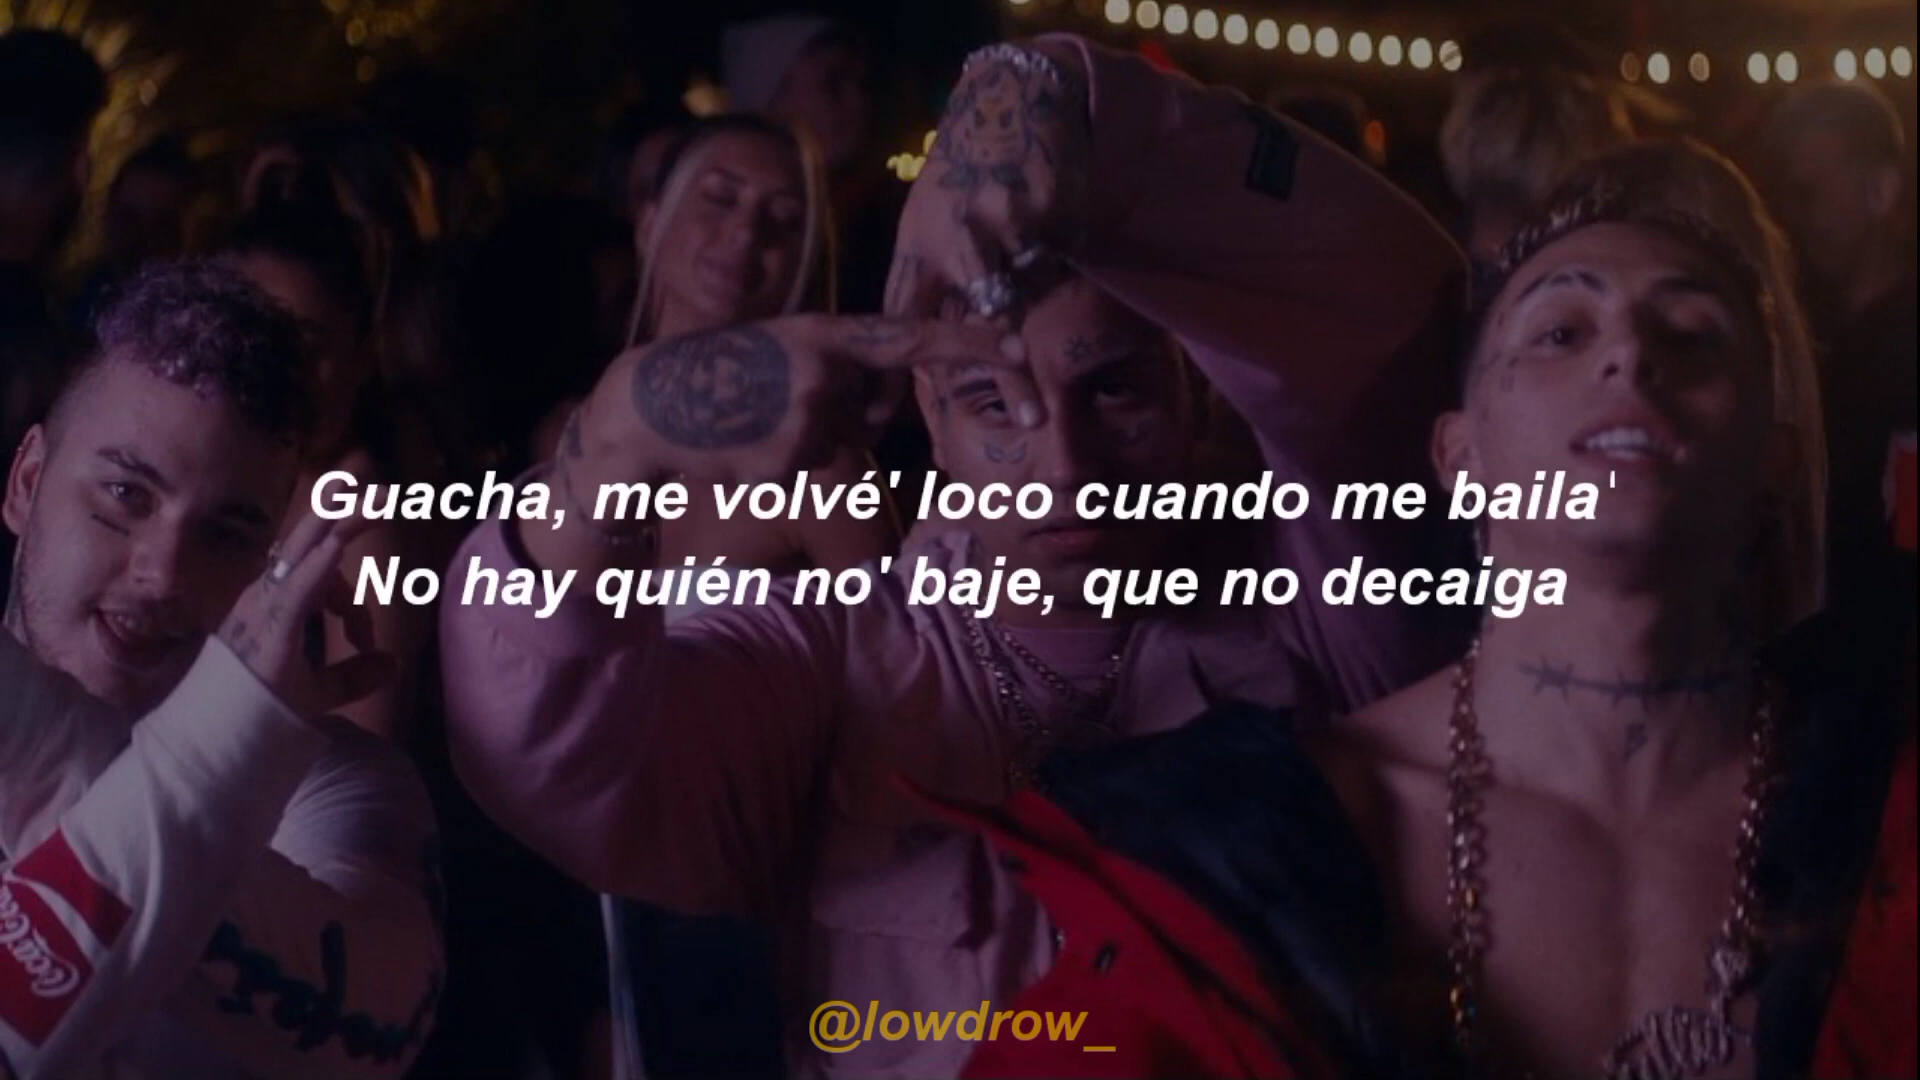 Guacha, me volvé' loco cuando me baila'
No hay quién no' baje, que no decaiga
@lowdrow_